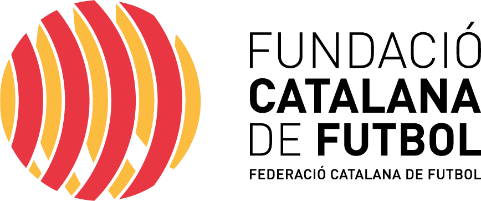 FUNDACIÓ
CATALANA
DE FUTBOL
FEDERACIÓ CATALANA DE FUTBOL